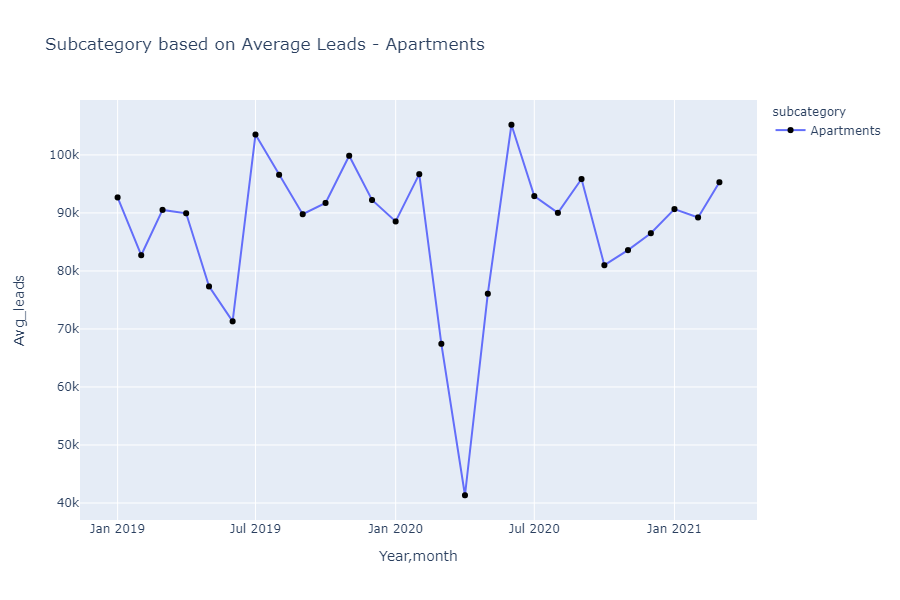 Subcategory based on Average Leads - Apartments
subcategory
Apartments
100k
90k
80k
70k
60k
50k
40k
Avg_leads
Jan 2019
Jul 2019
Jan 2020
Jul 2020
Jan 2021
Year,month